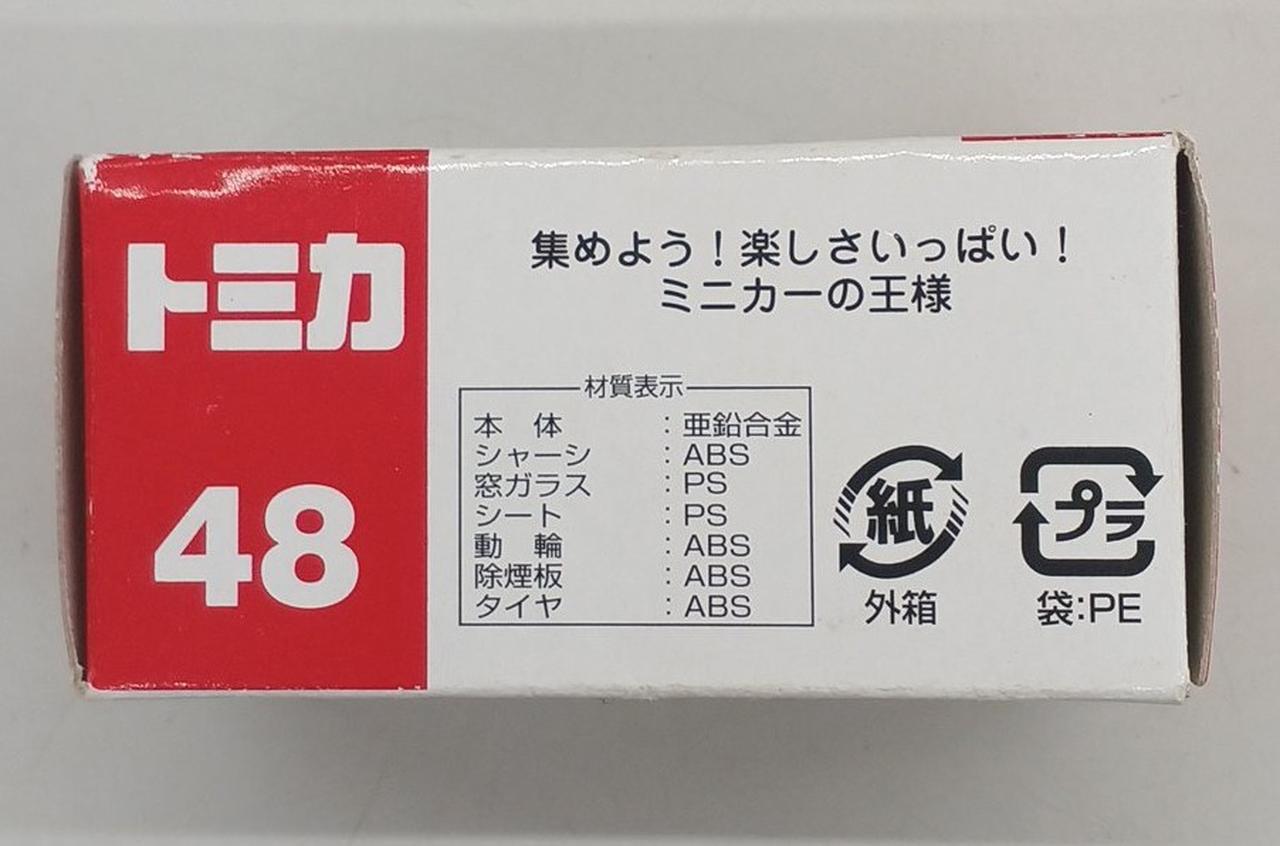 トミカ
48
集めよう！楽しさいっぱい！
ミニカーの王様
材質表示
本　体　：亜鉛合金
シャーシ　：ABS
窓ガラス　：PS
シート　：PS
動　輪　：ABS
除煙板　：ABS
タイヤ　：ABS
紙
外箱
プラ
袋:PE